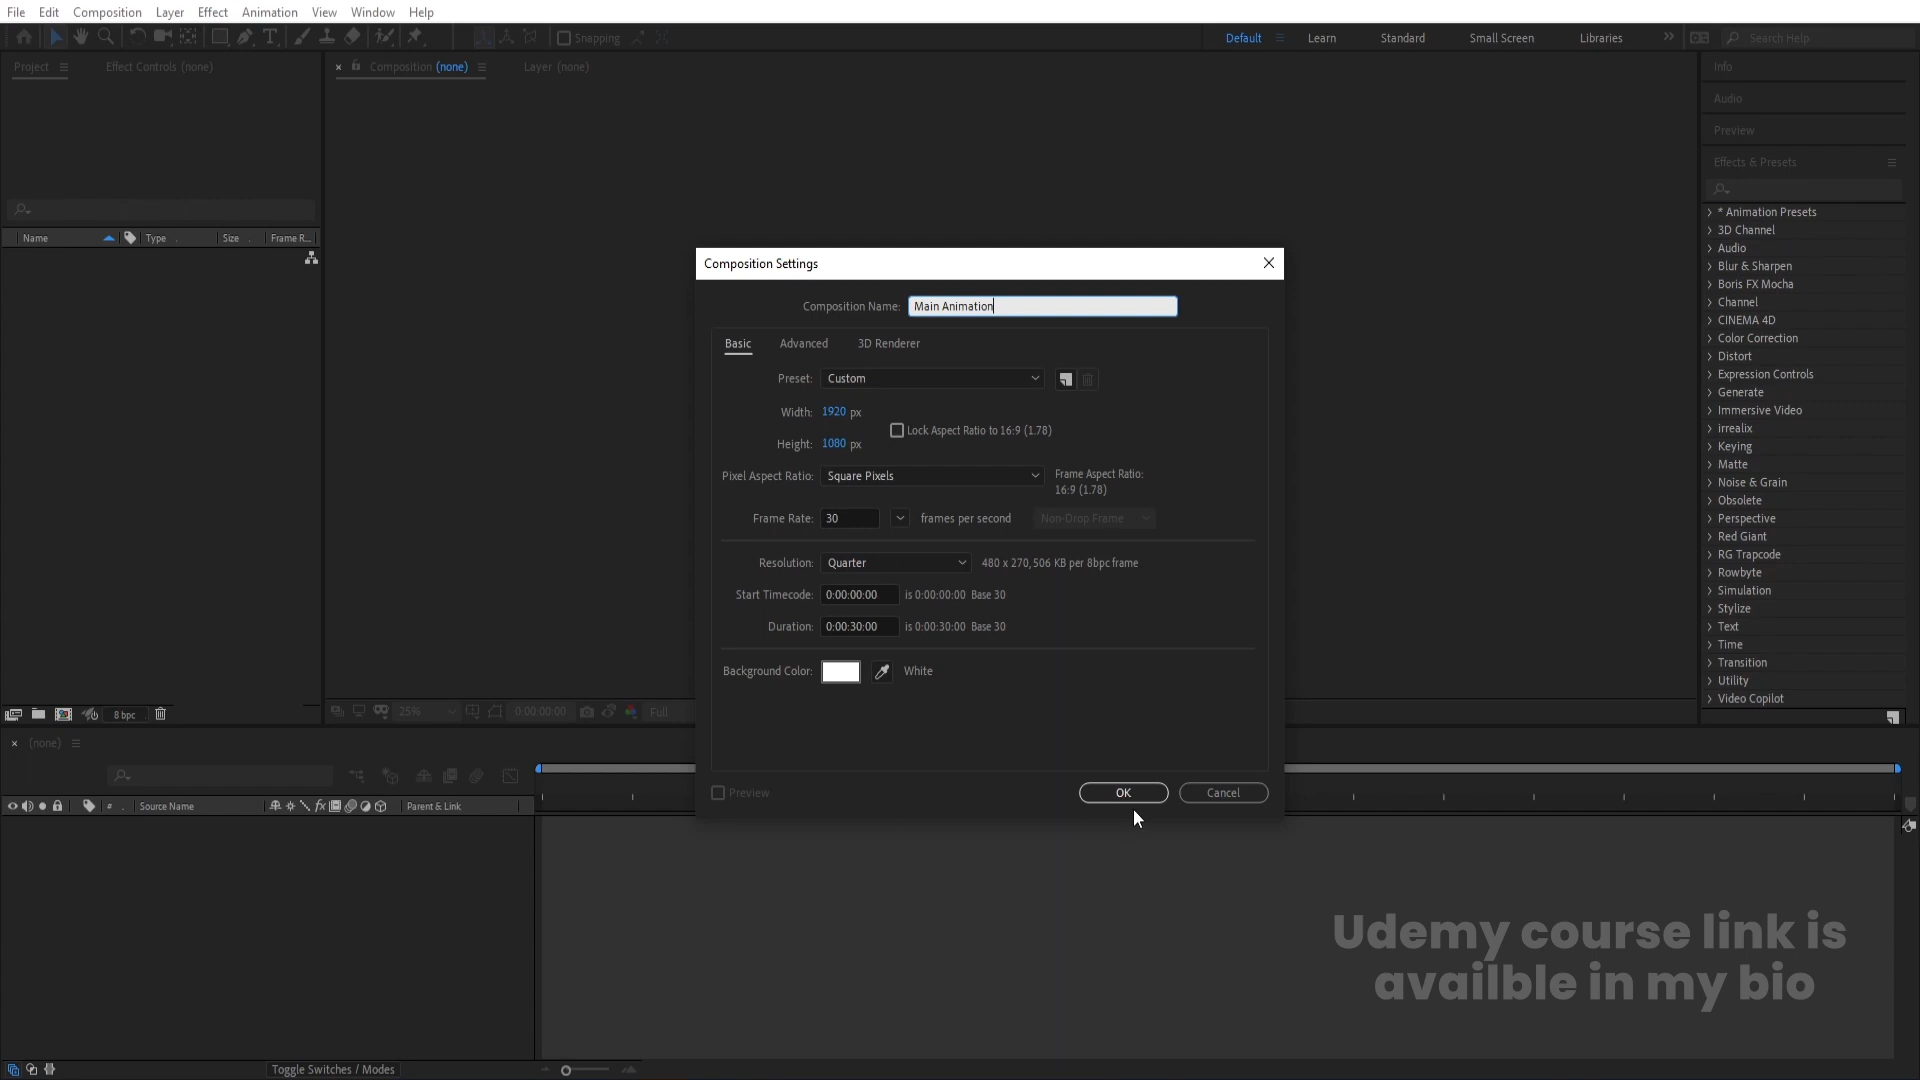 File Edit Composition Layer Effect Animation View Window Help
Snapping
Default Learn Standard Small Screen Libraries Search Help
Project Effect Controls (none) Composition (none) Layer (none)
Info
Audio
Preview
Effects & Presets
* Animation Presets
3D Channel
Audio
Blur & Sharpen
Boris FX Mocha
Channel
CINEMA 4D
Color Correction
Distort
Expression Controls
Generate
Immersive Video
irrealix
Keying
Matte
Noise & Grain
Obsolete
Perspective
Red Giant
RG Trapcode
Rowbyte
Simulation
Stylize
Text
Time
Transition
Utility
Video Copilot
Name Type Size Frame R...
Composition Settings
Composition Name: Main Animation
Basic Advanced 3D Renderer
Preset: Custom
Width: 1920 px
Lock Aspect Ratio to 16:9 (1.78)
Height: 1080 px
Pixel Aspect Ratio: Square Pixels
Frame Aspect Ratio:
16:9 (1.78)
Frame Rate: 30 frames per second Non-Drop Frame
Resolution: Quarter 480 x 270, 506 KB per 8bpc frame
Start Timecode: 0:00:00:00 is 0:00:00:00 Base 30
Duration: 0:00:30:00 is 0:00:30:00 Base 30
Background Color: White
Preview OK Cancel
8 bpc 25% 0:00:00:00 Full
(none)
# Source Name fx Parent & Link
Udemy course link is
availble in my bio
Toggle Switches / Modes